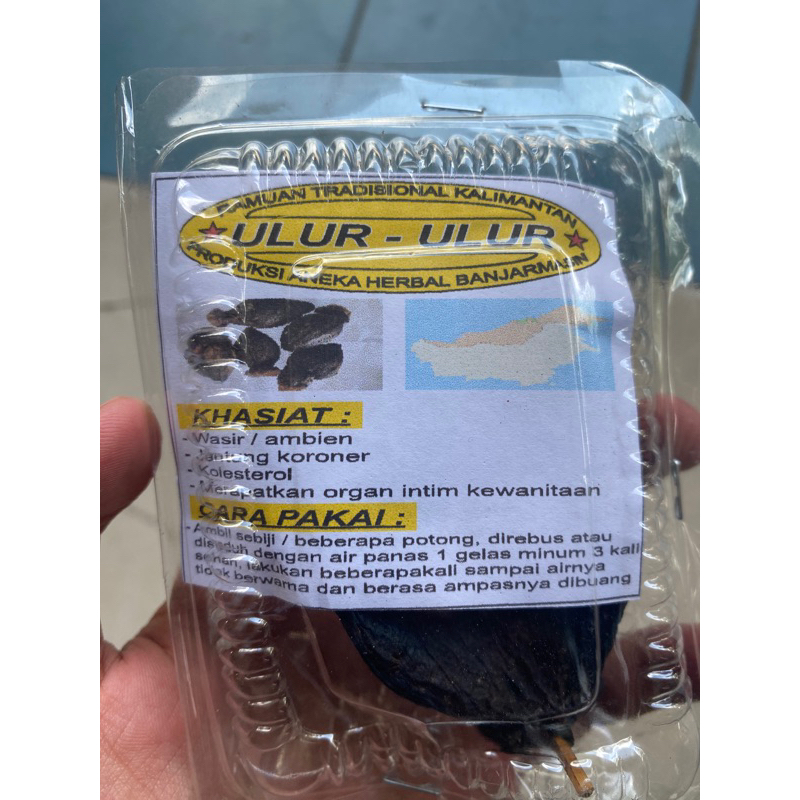 RAMUAN TRADISIONAL KALIMANTAN
ULUR - ULUR
PRODUKSI ANEKA HERBAL BANJARMASIN
KHASIAT :
- Wasir / ambien
- Jantung koroner
- Kolesterol
- Merapatkan organ intim kewanitaan
CARA PAKAI :
- Ambil sebiji / beberapa potong, direbus atau
diseduh dengan air panas 1 gelas minum 3 kali
sehari, lakukan beberapakali sampai airnya
tidak berwarna dan berasa ampasnya dibuang